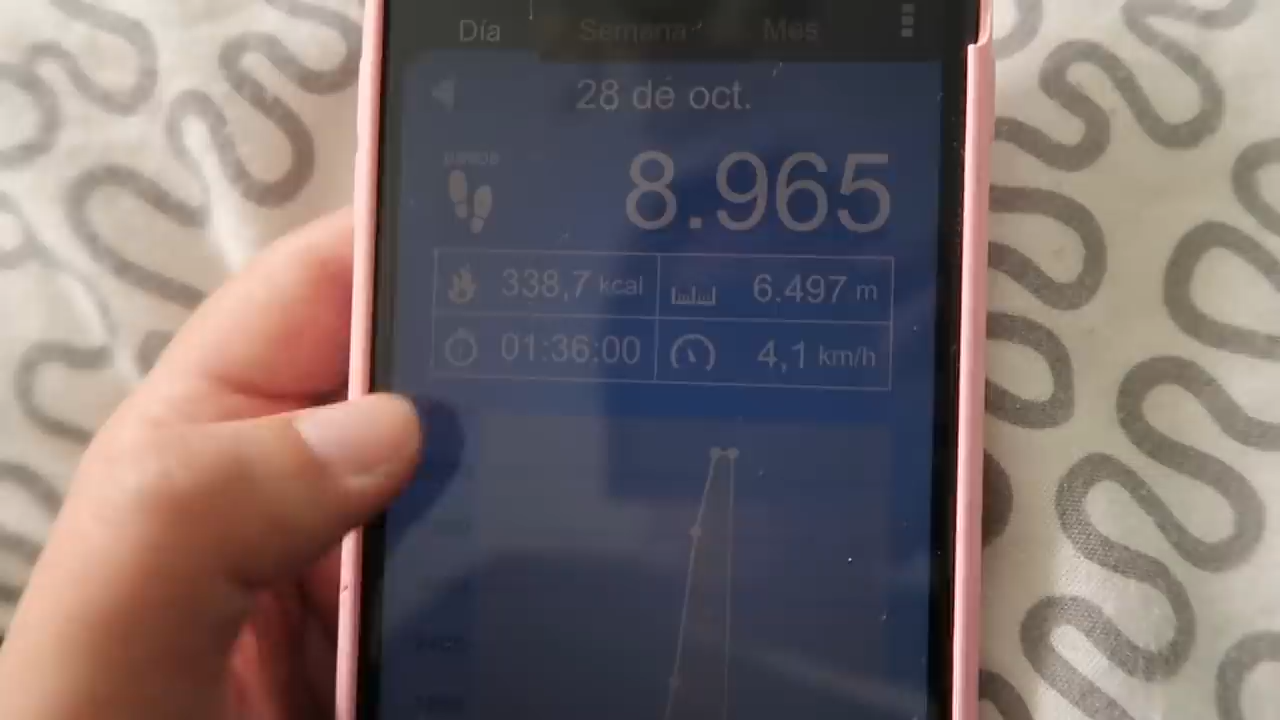 Día Semana Mes
28 de oct.
8.965
338,7 kcal 6.497 m
01:36:00 4,1 km/h